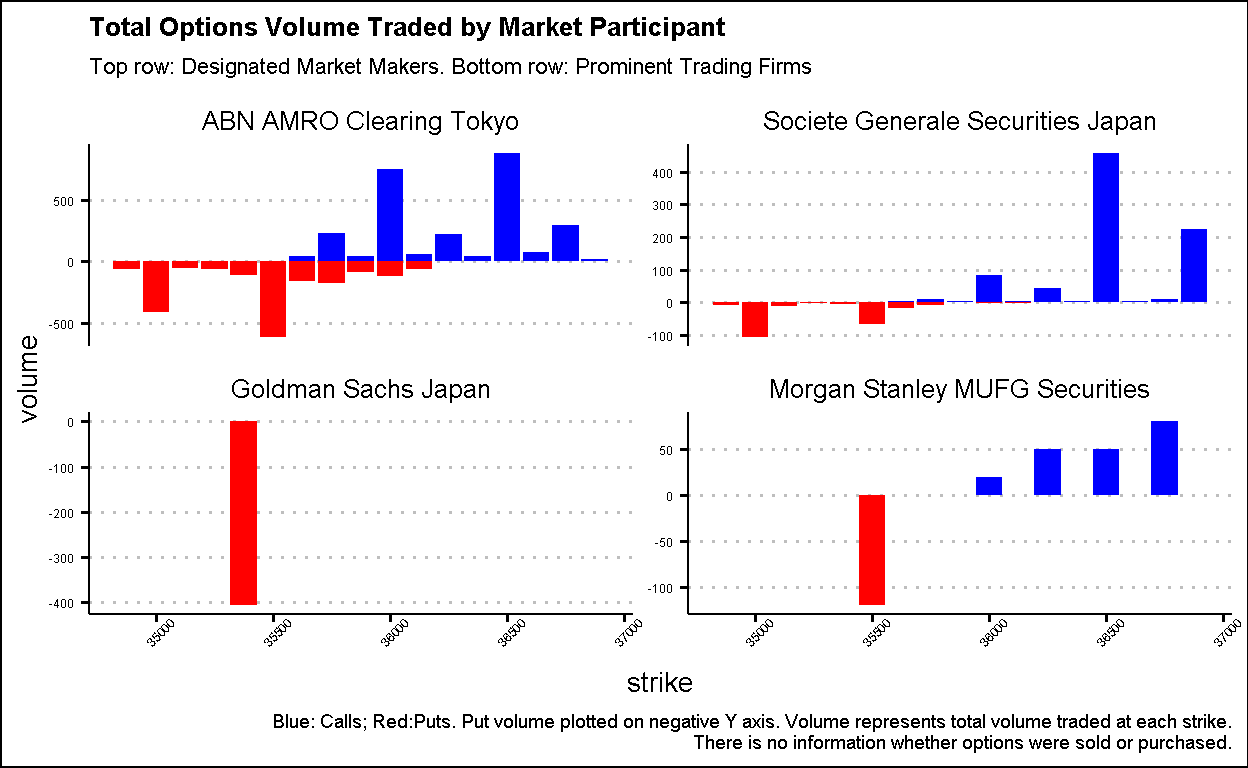 Total Options Volume Traded by Market Participant
Top row: Designated Market Makers. Bottom row: Prominent Trading Firms
ABN AMRO Clearing Tokyo
Societe Generale Securities Japan
500
0
-500
400
300
200
100
0
-100
volume
Goldman Sachs Japan
Morgan Stanley MUFG Securities
0
-100
-200
-300
-400
50
0
-50
-100
35000
35500
36000
36500
37000
35000
35500
36000
36500
37000
strike
Blue: Calls; Red:Puts. Put volume plotted on negative Y axis. Volume represents total volume traded at each strike.
There is no information whether options were sold or purchased.